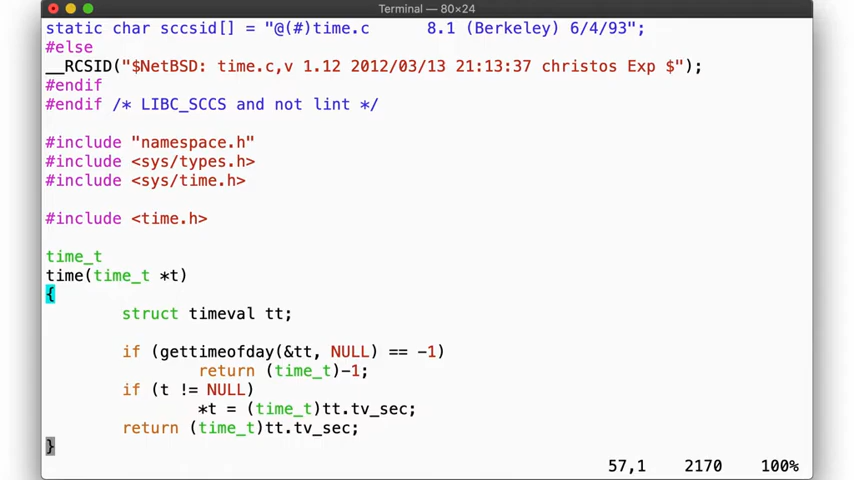 Terminal — 80×24
static char sccsid[] = "@(#)time.c      8.1 (Berkeley) 6/4/93";
#else
__RCSID("$NetBSD: time.c,v 1.12 2012/03/13 21:13:37 christos Exp $");
#endif
#endif /* LIBC_SCCS and not lint */
#include "namespace.h"
#include <sys/types.h>
#include <sys/time.h>
#include <time.h>
time_t
time(time_t *t)
{
        struct timeval tt;
        if (gettimeofday(&tt, NULL) == -1)
                return (time_t)-1;
        if (t != NULL)
                *t = (time_t)tt.tv_sec;
        return (time_t)tt.tv_sec;
}
57,1    2170    100%